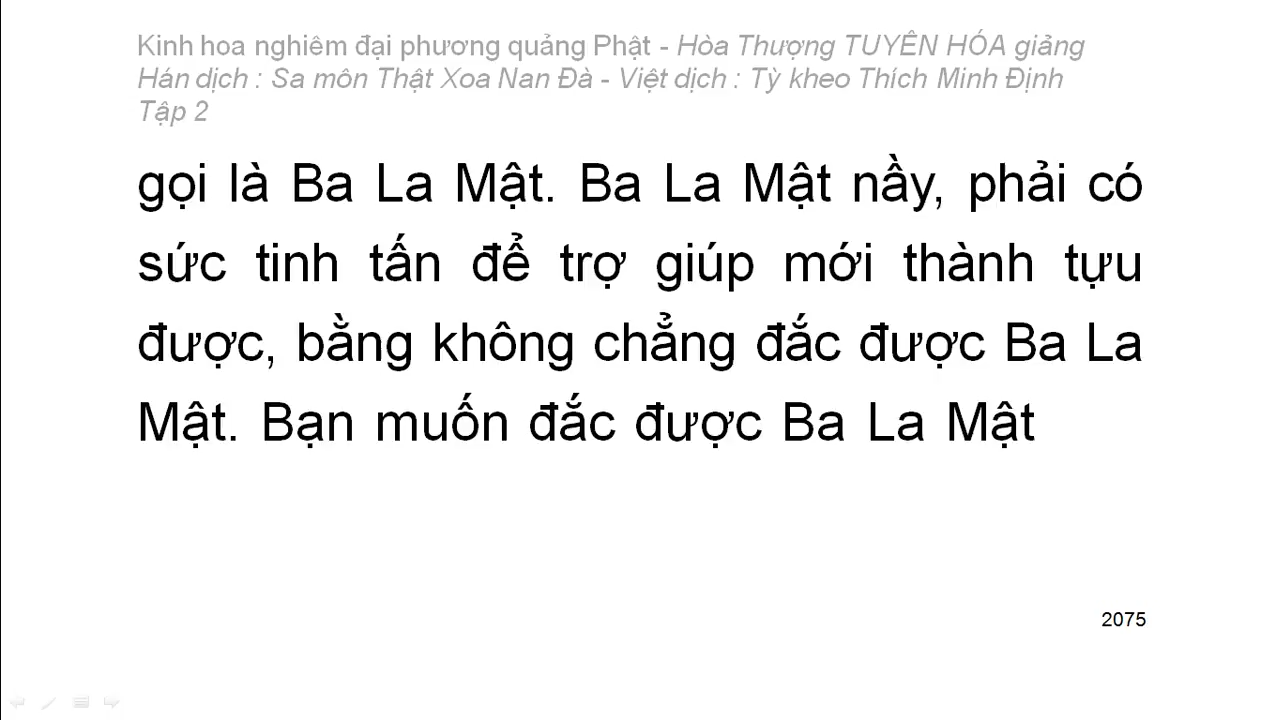 Kinh hoa nghiêm đại phương quảng Phật - Hòa Thượng TUYÊN HÓA giảng
Hán dịch : Sa môn Thật Xoa Nan Đà - Việt dịch : Tỳ kheo Thích Minh Định
Tập 2
gọi là Ba La Mật. Ba La Mật nầy, phải có
sức tinh tấn để trợ giúp mới thành tựu
được, bằng không chẳng đắc được Ba La
Mật. Bạn muốn đắc được Ba La Mật
2075